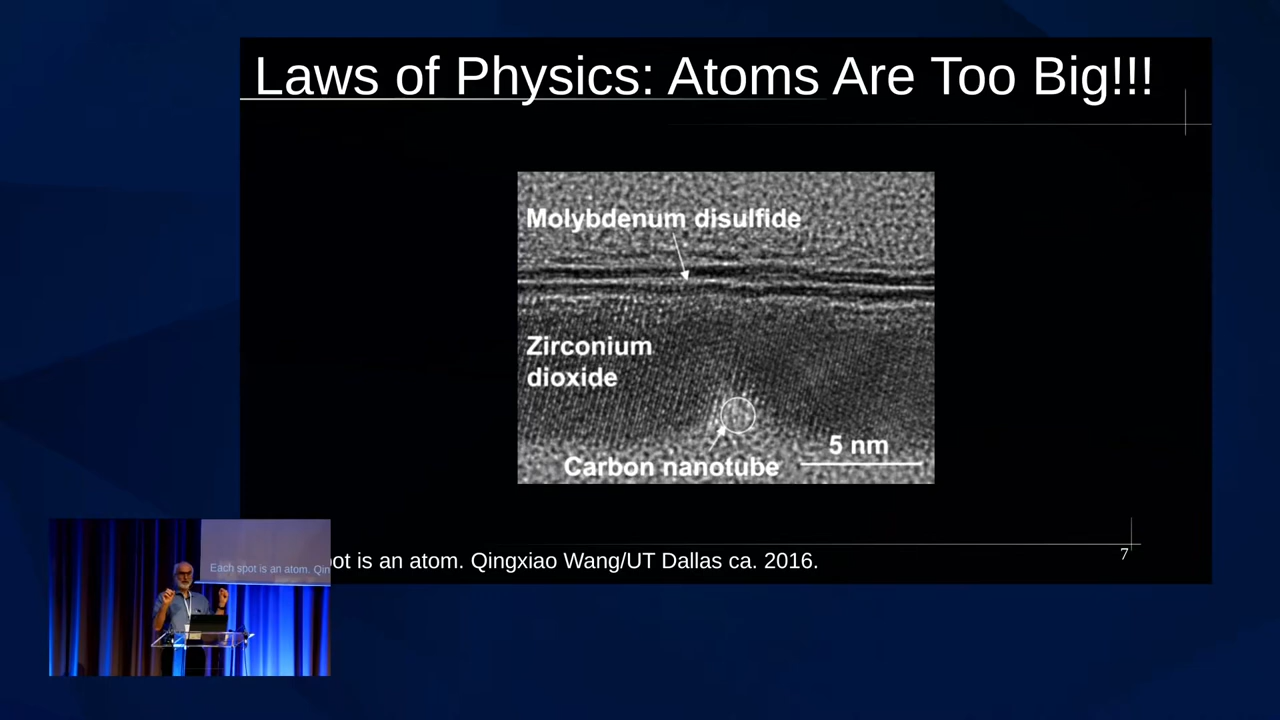 Laws of Physics: Atoms Are Too Big!!!
Molybdenum disulfide
Zirconium
dioxide
5 nm
Carbon nanotube
Each spot is an atom. Qin
ot is an atom. Qingxiao Wang/UT Dallas ca. 2016.
7